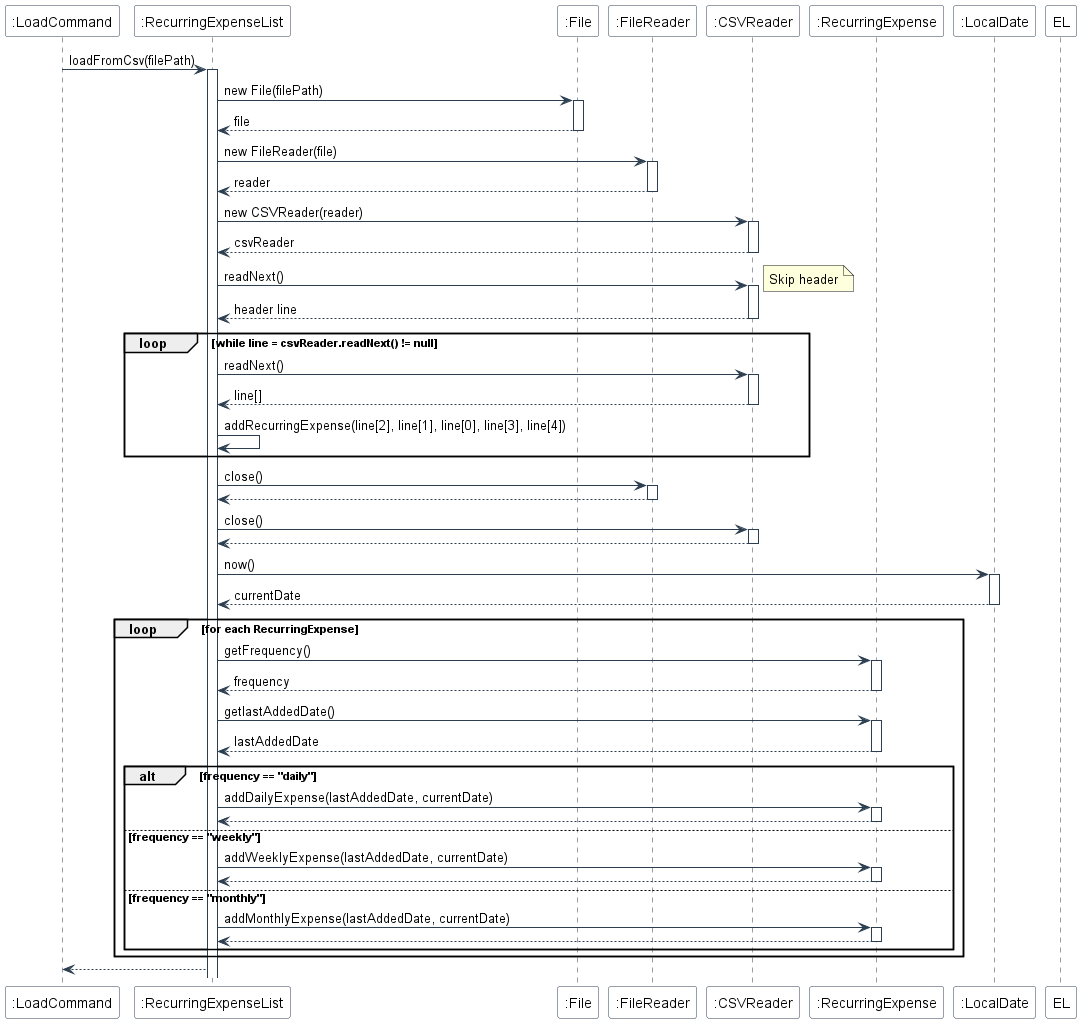 :LoadCommand :RecurringExpenseList :File :FileReader :CSVReader :RecurringExpense :LocalDate EL
loadFromCsv(filePath)
new File(filePath)
file
new FileReader(file)
reader
new CSVReader(reader)
csvReader
readNext()
Skip header
header line
loop [while line = csvReader.readNext() != null]
readNext()
line[]
addRecurringExpense(line[2], line[1], line[0], line[3], line[4])
close()
close()
now()
currentDate
loop [for each RecurringExpense]
getFrequency()
frequency
getlastAddedDate()
lastAddedDate
alt [frequency == "daily"]
addDailyExpense(lastAddedDate, currentDate)
[frequency == "weekly"]
addWeeklyExpense(lastAddedDate, currentDate)
[frequency == "monthly"]
addMonthlyExpense(lastAddedDate, currentDate)
:LoadCommand :RecurringExpenseList :File :FileReader :CSVReader :RecurringExpense :LocalDate EL